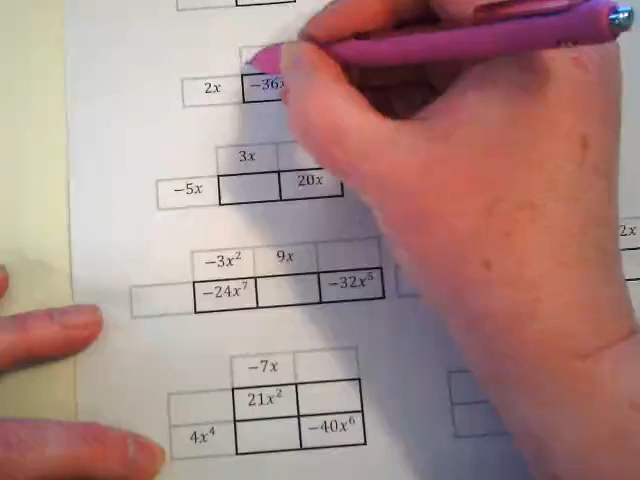 2x −36x
3x
−5x 20x
−3x² 9x
−24x⁷ −32x⁵
−7x
21x²
4x⁴ −40x⁶
2x